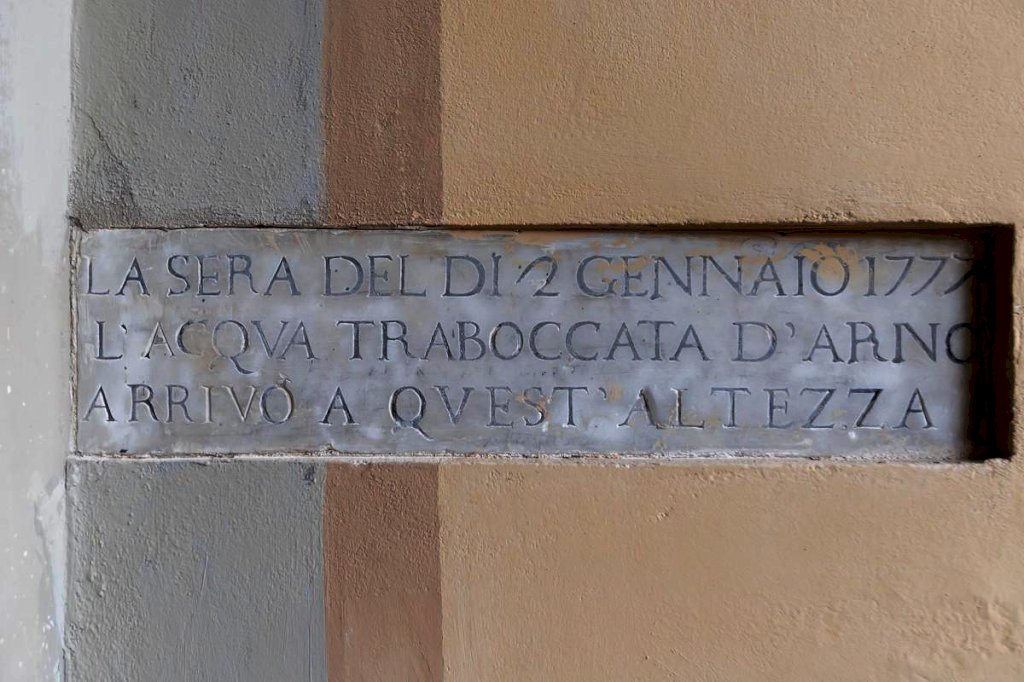 LA SERA DEL DI 2 GENNAIO 1777
L'ACQVA TRABOCCATA D'ARNO
ARRIVÒ A QVEST'ALTEZZA